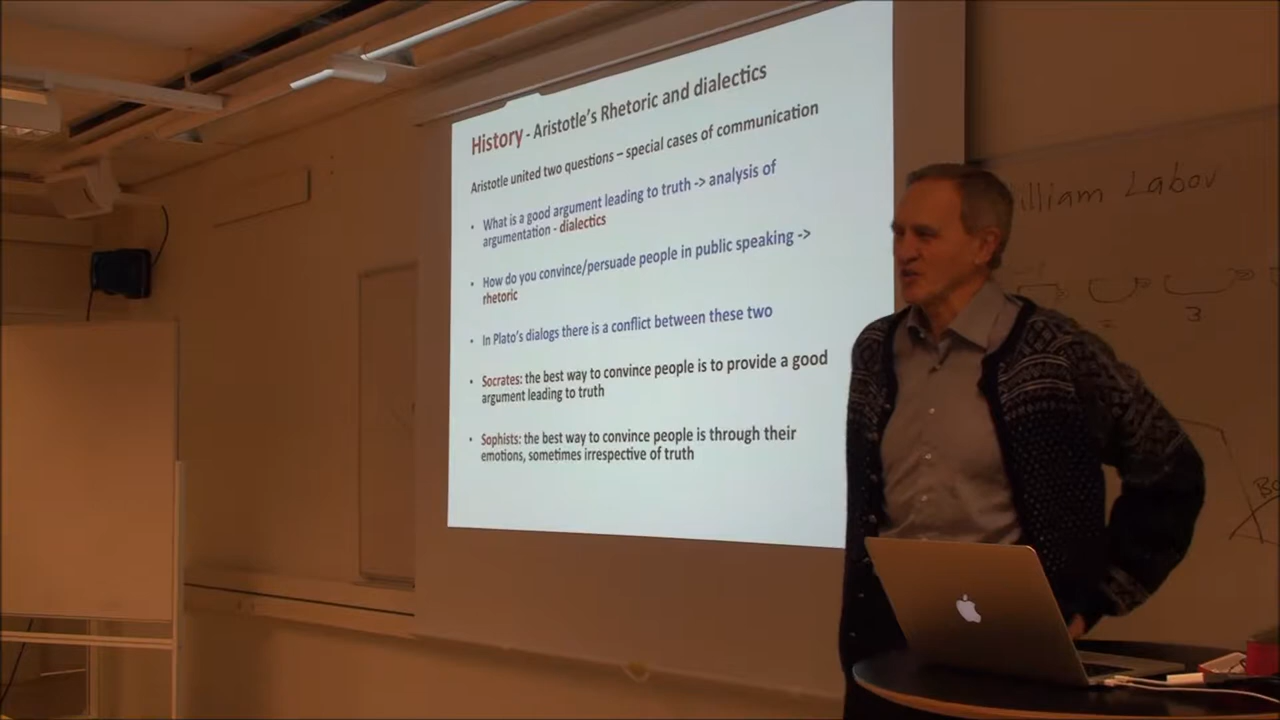 History - Aristotle's Rhetoric and dialectics
Aristotle united two questions – special cases of communication
• What is a good argument leading to truth -> analysis of
argumentation - dialectics
• How do you convince/persuade people in public speaking ->
rhetoric
• In Plato's dialogs there is a conflict between these two
• Socrates: the best way to convince people is to provide a good
argument leading to truth
• Sophists: the best way to convince people is through their
emotions, sometimes irrespective of truth
illiam Labov
3